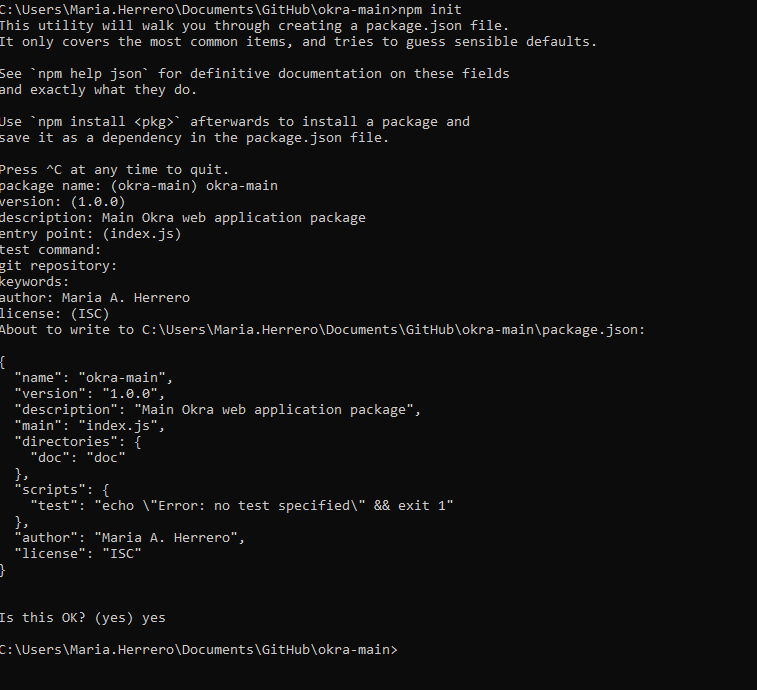 C:\Users\Maria.Herrero\Documents\GitHub\okra-main>npm init
This utility will walk you through creating a package.json file.
It only covers the most common items, and tries to guess sensible defaults.
See `npm help json` for definitive documentation on these fields
and exactly what they do.
Use `npm install <pkg>` afterwards to install a package and
save it as a dependency in the package.json file.
Press ^C at any time to quit.
package name: (okra-main) okra-main
version: (1.0.0)
description: Main Okra web application package
entry point: (index.js)
test command:
git repository:
keywords:
author: Maria A. Herrero
license: (ISC)
About to write to C:\Users\Maria.Herrero\Documents\GitHub\okra-main\package.json:
{
  "name": "okra-main",
  "version": "1.0.0",
  "description": "Main Okra web application package",
  "main": "index.js",
  "directories": {
    "doc": "doc"
  },
  "scripts": {
    "test": "echo \"Error: no test specified\" && exit 1"
  },
  "author": "Maria A. Herrero",
  "license": "ISC"
}
Is this OK? (yes) yes
C:\Users\Maria.Herrero\Documents\GitHub\okra-main>